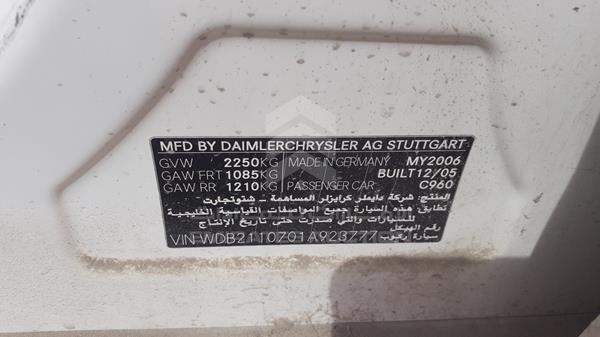 MFD BY DAIMLERCHRYSLER AG STUTTGART
GVW 2250KG MADE IN GERMANY MY2006
GAW FRT 1085KG BUILT12/05
GAW RR 1210KG PASSENGER CAR C960
المنتج: شركة دايملر كرايزلر المساهمة - شتوتجارت
تطابق هذه السيارة جميع المواصفات القياسية الخليجية
للسيارات والتي صدرت حتى تاريخ الإنتاج
رقم الهيكل
VIN WDB2110701A923777 سيارة ركوب